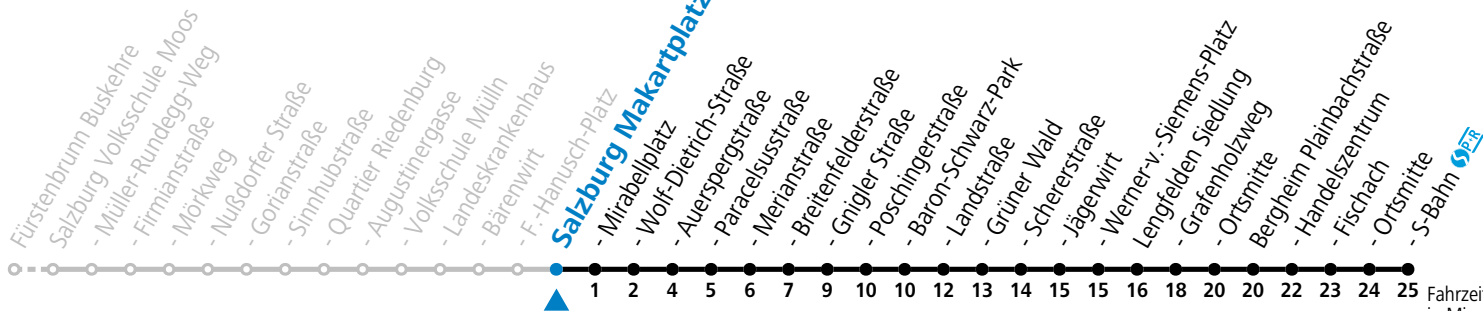 Fürstenbrunn Buskehre
Salzburg Volksschule Moos
- Müller-Rundegg-Weg
- Firmianstraße
- Mörkweg
- Nußdorfer Straße
- Gorianstraße
- Sinnhubstraße
- Quartier Riedenburg
- Augustinergasse
- Volksschule Mülln
- Landeskrankenhaus
- Bärenwirt
- F.-Hanusch-Platz
Salzburg Makartplatz
- Mirabellplatz
- Wolf-Dietrich-Straße
- Auerspergstraße
- Paracelsusstraße
- Merianstraße
- Breitenfelderstraße
- Gnigler Straße
- Poschingerstraße
- Baron-Schwarz-Park
- Landstraße
- Grüner Wald
- Schererstraße
- Jägenwirt
- Werner-v.-Siemens-Platz
Lengfelden Siedlung
- Grafenholzweg
- Ortsmitte
Bergheim Plainbachstraße
- Handelszentrum
- Fischach
- Ortsmitte
- S-Bahn S P+R
1 2 4 5 6 7 9 10 10 12 13 14 15 15 16 18 20 20 22 23 24 25 Fahrzeit